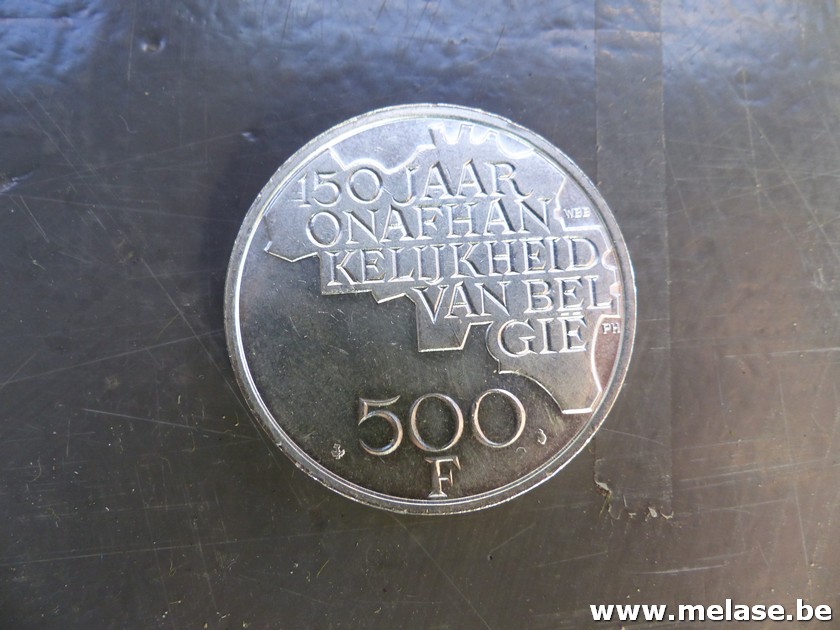 150 JAAR
ONAFHAN
WBB
KELIJKHEID
VAN BEL
GIË
PH
500
F
www.melase.be